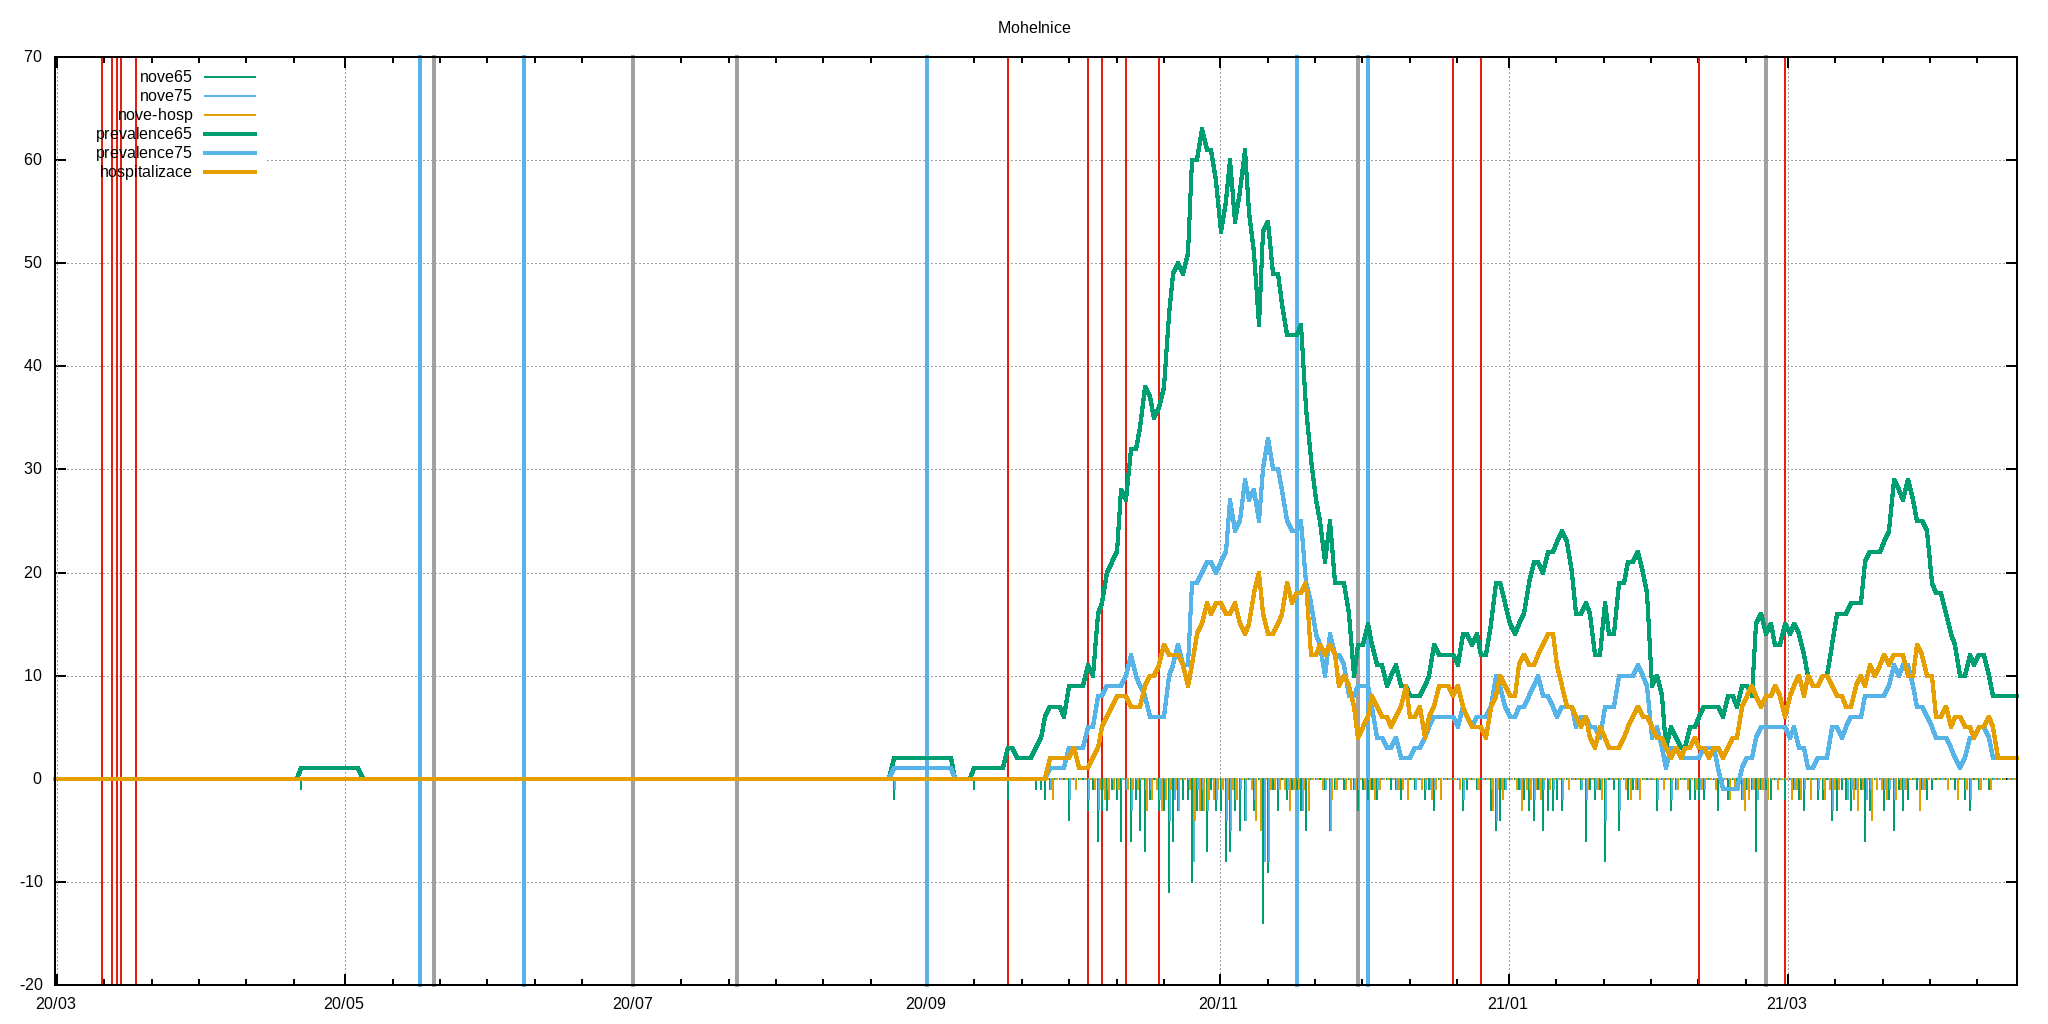 Mohelnice
70
60
50
40
30
20
10
0
-10
-20
nove65
nove75
nove-hosp
prevalence65
prevalence75
hospitalizace
20/03 20/05 20/07 20/09 20/11 21/01 21/03